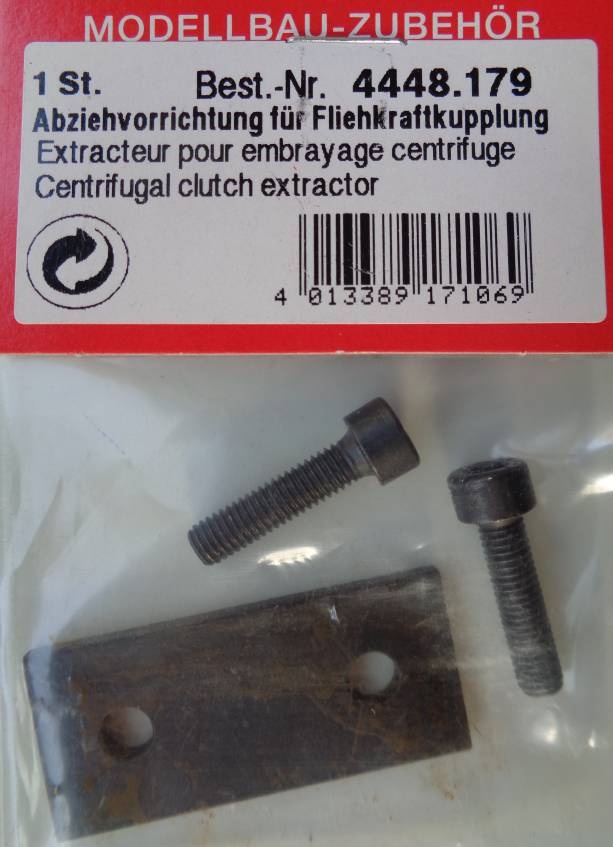 MODELLBAU-ZUBEHÖR
1 St. Best.-Nr. 4448.179
Abziehvorrichtung für Fliehkraftkupplung
Extracteur pour embrayage centrifuge
Centrifugal clutch extractor
4 013389 171069